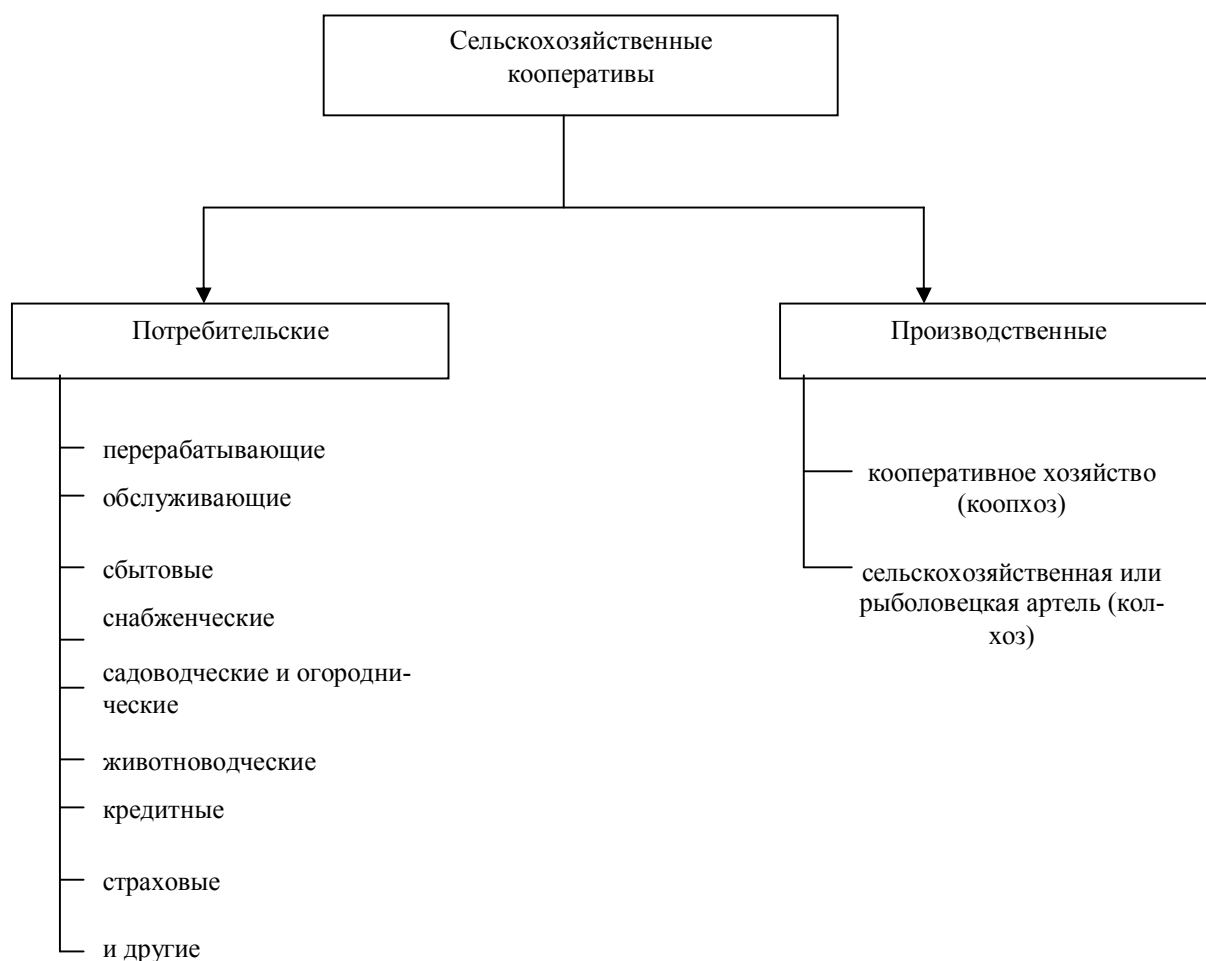 Сельскохозяйственные
кооперативы
Потребительские
перерабатывающие
обслуживающие
сбытовые
снабженческие
садоводческие и огородни-
ческие
животноводческие
кредитные
страховые
и другие
Производственные
кооперативное хозяйство
(коопхоз)
сельскохозяйственная или
рыболовецкая артель (кол-
хоз)